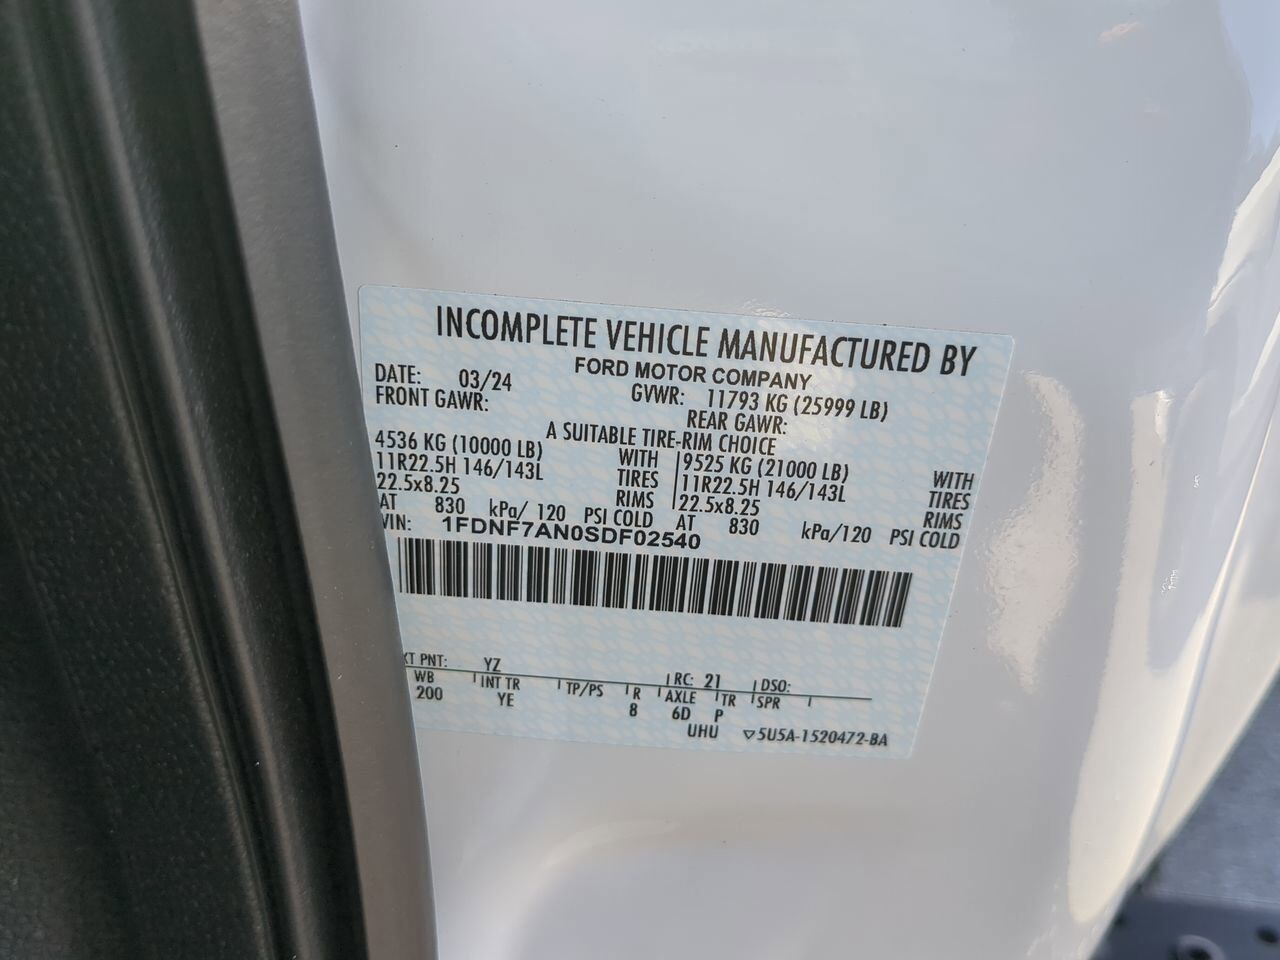 INCOMPLETE VEHICLE MANUFACTURED BY
FORD MOTOR COMPANY
DATE: 03/24 GVWR: 11793 KG (25999 LB)
FRONT GAWR: REAR GAWR:
A SUITABLE TIRE-RIM CHOICE
4536 KG (10000 LB) WITH 9525 KG (21000 LB) WITH
11R22.5H 146/143L TIRES 11R22.5H 146/143L TIRES
22.5x8.25 RIMS 22.5x8.25 RIMS
AT 830 kPa/ 120 PSI COLD AT 830 kPa/120 PSI COLD
VIN: 1FDNF7AN0SDF02540
XT PNT: YZ RC: 21 DSO:
WB INT TR TP/PS R AXLE TR SPR
200 YE 8 6D P
UHU ▽5U5A-1520472-BA